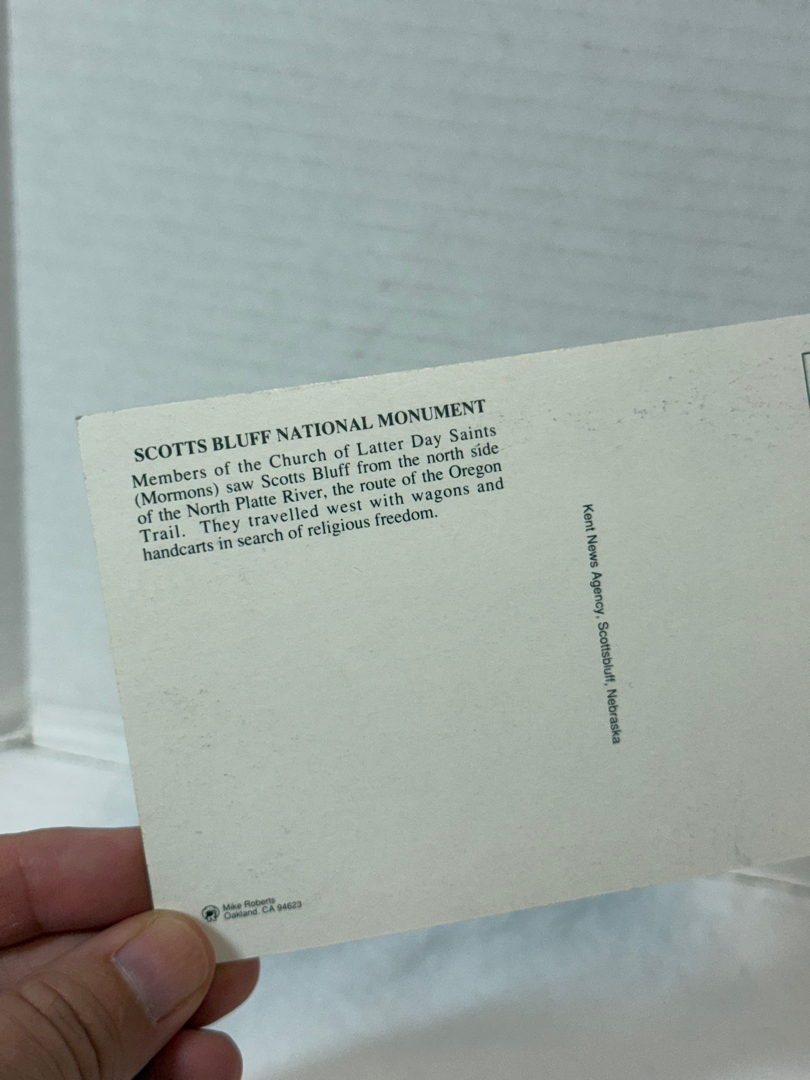 SCOTTS BLUFF NATIONAL MONUMENT
Members of the Church of Latter Day Saints
(Mormons) saw Scotts Bluff from the north side
of the North Platte River, the route of the Oregon
Trail. They travelled west with wagons and
handcarts in search of religious freedom.
Kent News Agency, Scottsbluff, Nebraska
Mike Roberts
Oakland, CA 94623